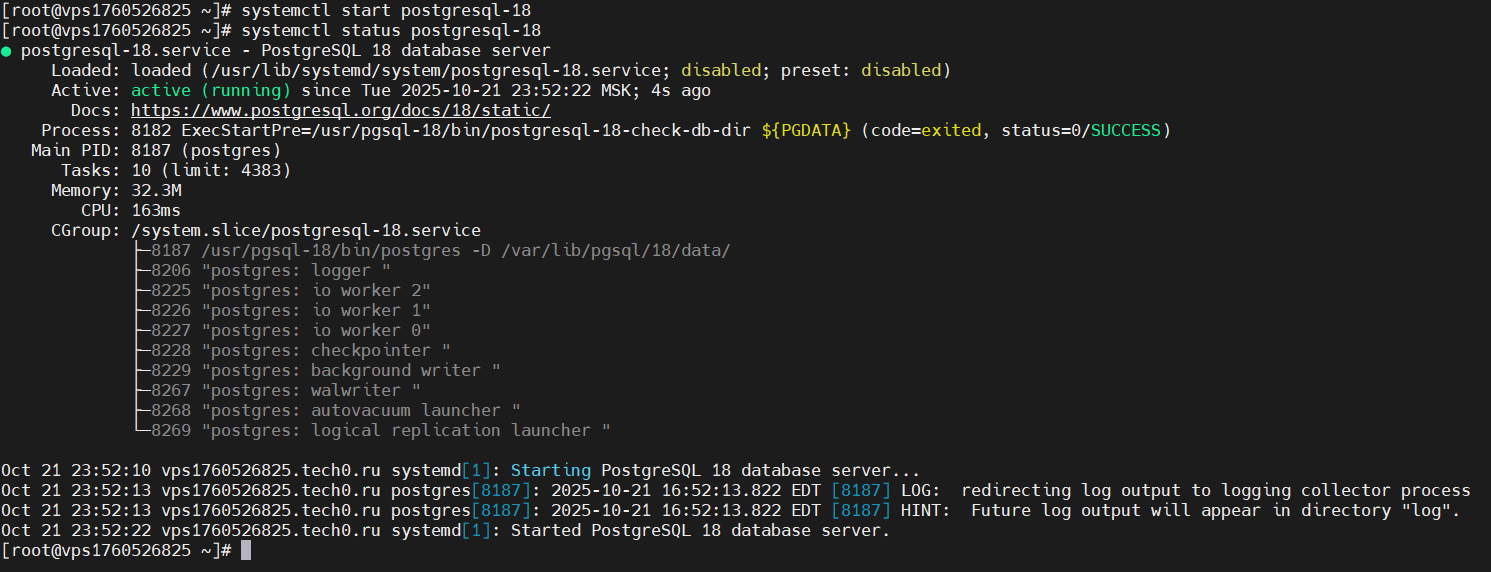 [root@vps1760526825 ~]# systemctl start postgresql-18
[root@vps1760526825 ~]# systemctl status postgresql-18
● postgresql-18.service - PostgreSQL 18 database server
     Loaded: loaded (/usr/lib/systemd/system/postgresql-18.service; disabled; preset: disabled)
     Active: active (running) since Tue 2025-10-21 23:52:22 MSK; 4s ago
       Docs: https://www.postgresql.org/docs/18/static/
    Process: 8182 ExecStartPre=/usr/pgsql-18/bin/postgresql-18-check-db-dir ${PGDATA} (code=exited, status=0/SUCCESS)
   Main PID: 8187 (postgres)
      Tasks: 10 (limit: 4383)
     Memory: 32.3M
        CPU: 163ms
     CGroup: /system.slice/postgresql-18.service
             ├─8187 /usr/pgsql-18/bin/postgres -D /var/lib/pgsql/18/data/
             ├─8206 "postgres: logger "
             ├─8225 "postgres: io worker 2"
             ├─8226 "postgres: io worker 1"
             ├─8227 "postgres: io worker 0"
             ├─8228 "postgres: checkpointer "
             ├─8229 "postgres: background writer "
             ├─8267 "postgres: walwriter "
             ├─8268 "postgres: autovacuum launcher "
             └─8269 "postgres: logical replication launcher "

Oct 21 23:52:10 vps1760526825.tech0.ru systemd[1]: Starting PostgreSQL 18 database server...
Oct 21 23:52:13 vps1760526825.tech0.ru postgres[8187]: 2025-10-21 16:52:13.822 EDT [8187] LOG:  redirecting log output to logging collector process
Oct 21 23:52:13 vps1760526825.tech0.ru postgres[8187]: 2025-10-21 16:52:13.822 EDT [8187] HINT:  Future log output will appear in directory "log".
Oct 21 23:52:22 vps1760526825.tech0.ru systemd[1]: Started PostgreSQL 18 database server.
[root@vps1760526825 ~]#